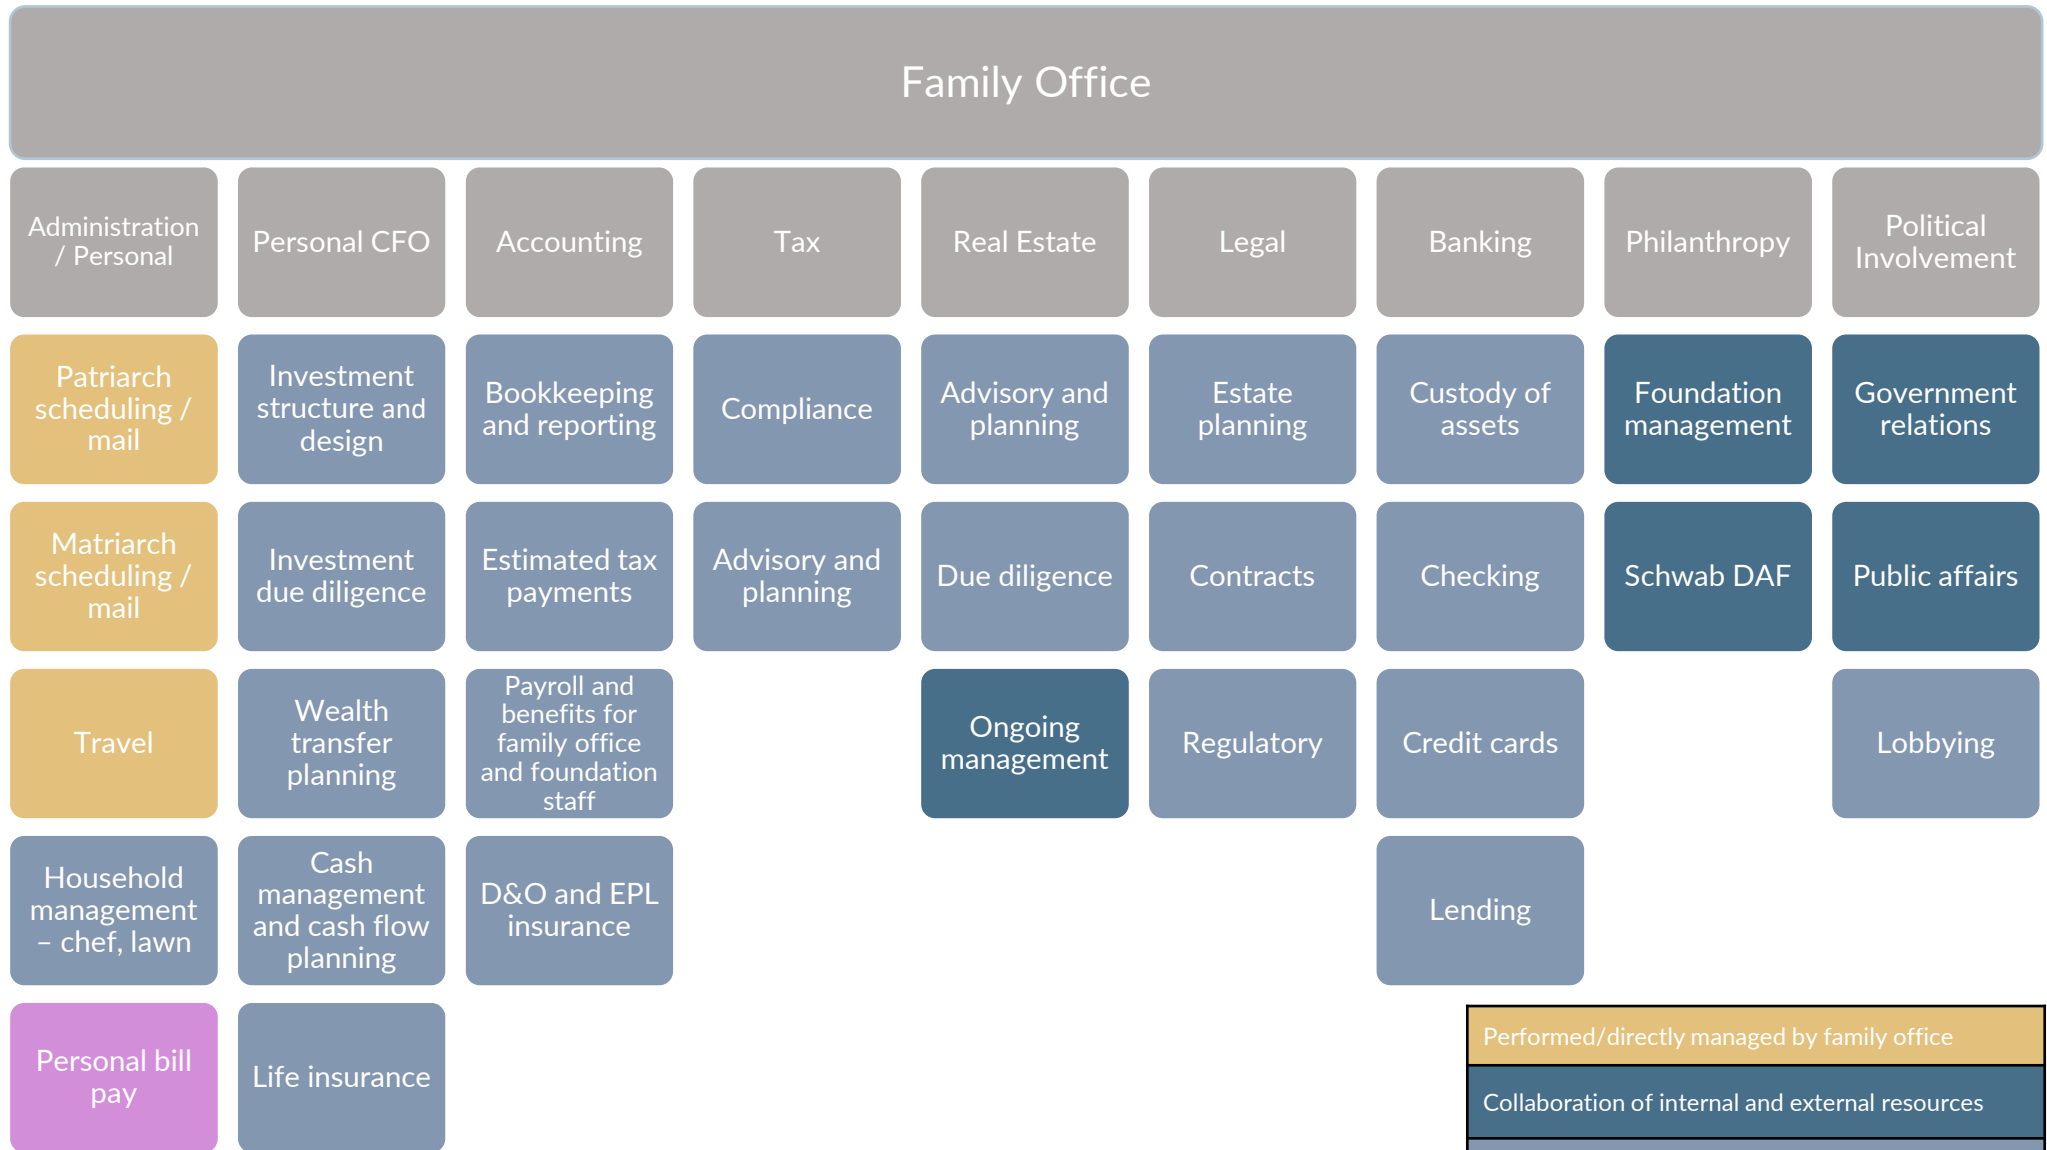 Family Office
Administration
/ Personal
Personal CFO
Accounting
Tax
Real Estate
Legal
Banking
Philanthropy
Political
Involvement
Patriarch
scheduling /
mail
Investment
structure and
design
Bookkeeping
and reporting
Compliance
Advisory and
planning
Estate
planning
Custody of
assets
Foundation
management
Government
relations
Matriarch
scheduling /
mail
Investment
due diligence
Estimated tax
payments
Advisory and
planning
Due diligence
Contracts
Checking
Schwab DAF
Public affairs
Travel
Wealth
transfer
planning
Payroll and
benefits for
family office
and foundation
staff
Ongoing
management
Regulatory
Credit cards
Lobbying
Household
management
– chef, lawn
Cash
management
and cash flow
planning
D&O and EPL
insurance
Lending
Personal bill
pay
Life insurance
Performed/directly managed by family office
Collaboration of internal and external resources